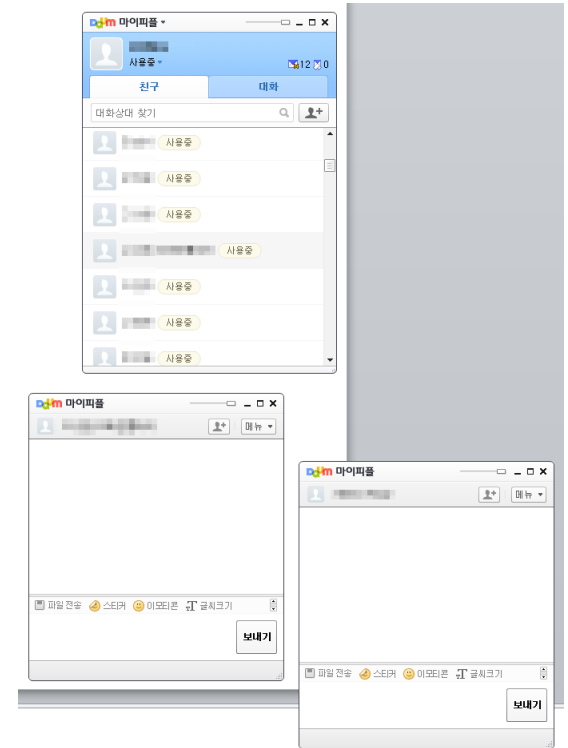 Daum 마이피플
사용중
12 0
친구 대화
대화상대 찾기
사용중
사용중
사용중
사용중
사용중
사용중
사용중
Daum 마이피플
메뉴
파일 전송 스티커 이모티콘 T 글씨크기
보내기
Daum 마이피플
메뉴
파일 전송 스티커 이모티콘 T 글씨크기
보내기